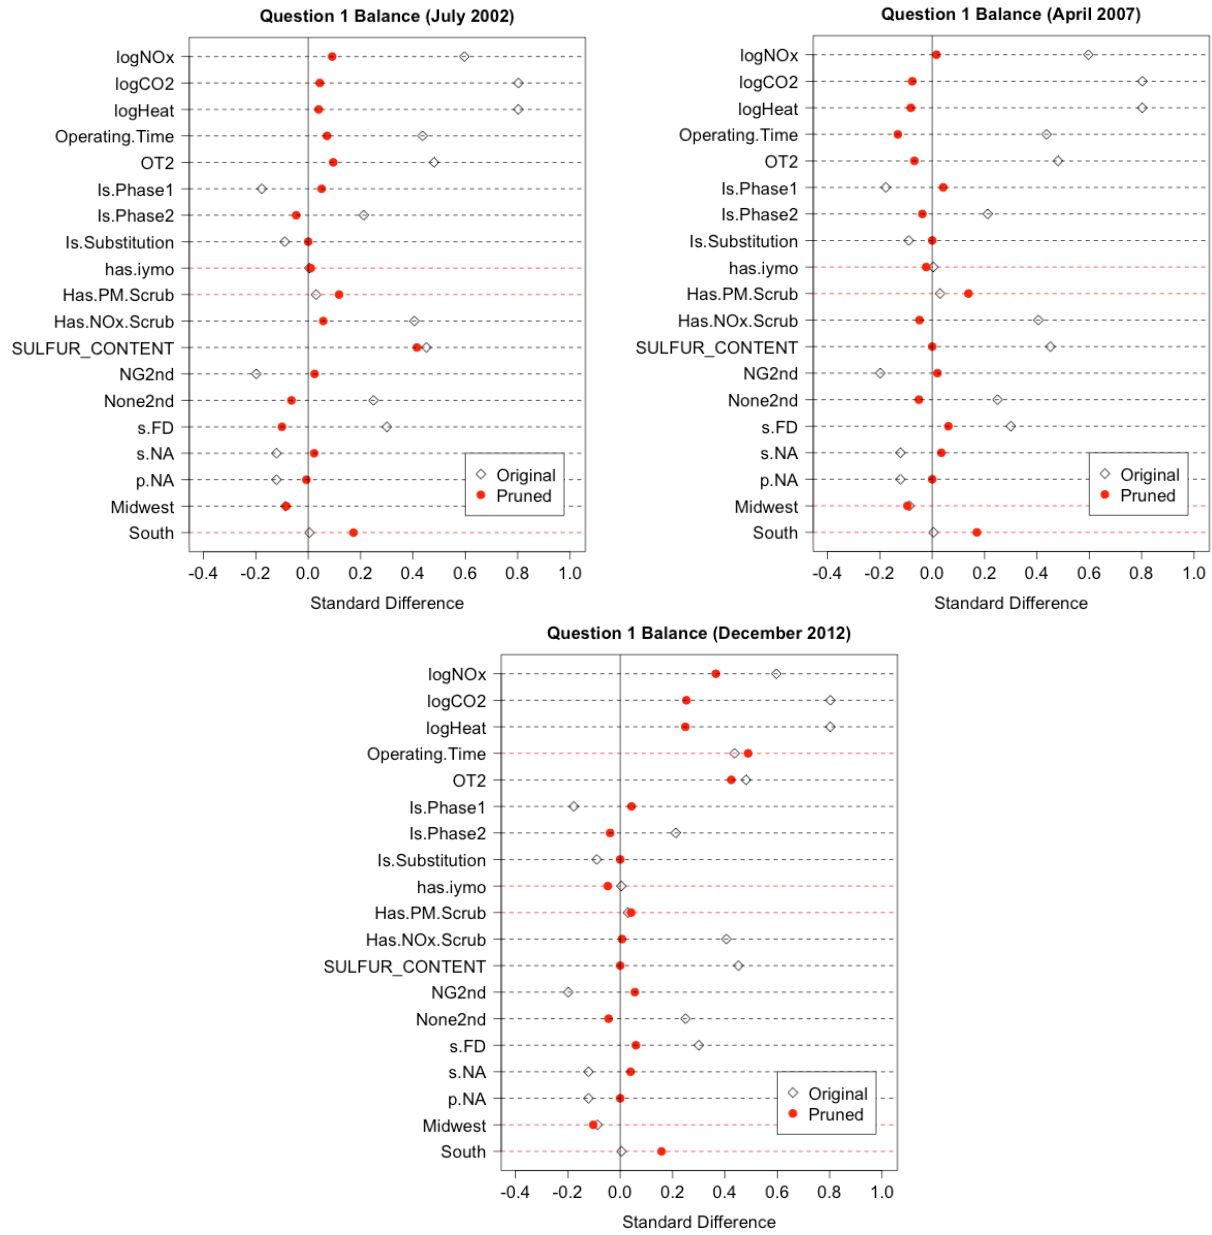 Question 1 Balance (July 2002)
logNOx
logCO2
logHeat
Operating.Time
OT2
Is.Phase1
Is.Phase2
Is.Substitution
has.iymo
Has.PM.Scrub
Has.NOx.Scrub
SULFUR_CONTENT
NG2nd
None2nd
s.FD
s.NA
p.NA
Midwest
South
Original
Pruned
-0.4 -0.2 0.0 0.2 0.4 0.6 0.8 1.0
Standard Difference
Question 1 Balance (April 2007)
logNOx
logCO2
logHeat
Operating.Time
OT2
Is.Phase1
Is.Phase2
Is.Substitution
has.iymo
Has.PM.Scrub
Has.NOx.Scrub
SULFUR_CONTENT
NG2nd
None2nd
s.FD
s.NA
p.NA
Midwest
South
Original
Pruned
-0.4 -0.2 0.0 0.2 0.4 0.6 0.8 1.0
Standard Difference
Question 1 Balance (December 2012)
logNOx
logCO2
logHeat
Operating.Time
OT2
Is.Phase1
Is.Phase2
Is.Substitution
has.iymo
Has.PM.Scrub
Has.NOx.Scrub
SULFUR_CONTENT
NG2nd
None2nd
s.FD
s.NA
p.NA
Midwest
South
Original
Pruned
-0.4 -0.2 0.0 0.2 0.4 0.6 0.8 1.0
Standard Difference